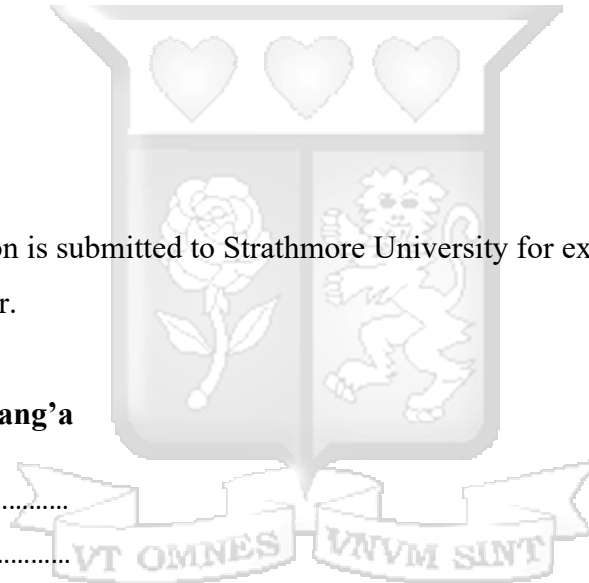 on is submitted to Strathmore University for ex
r.
ang’a
…………
…………
VT OMNES VNVM SINT